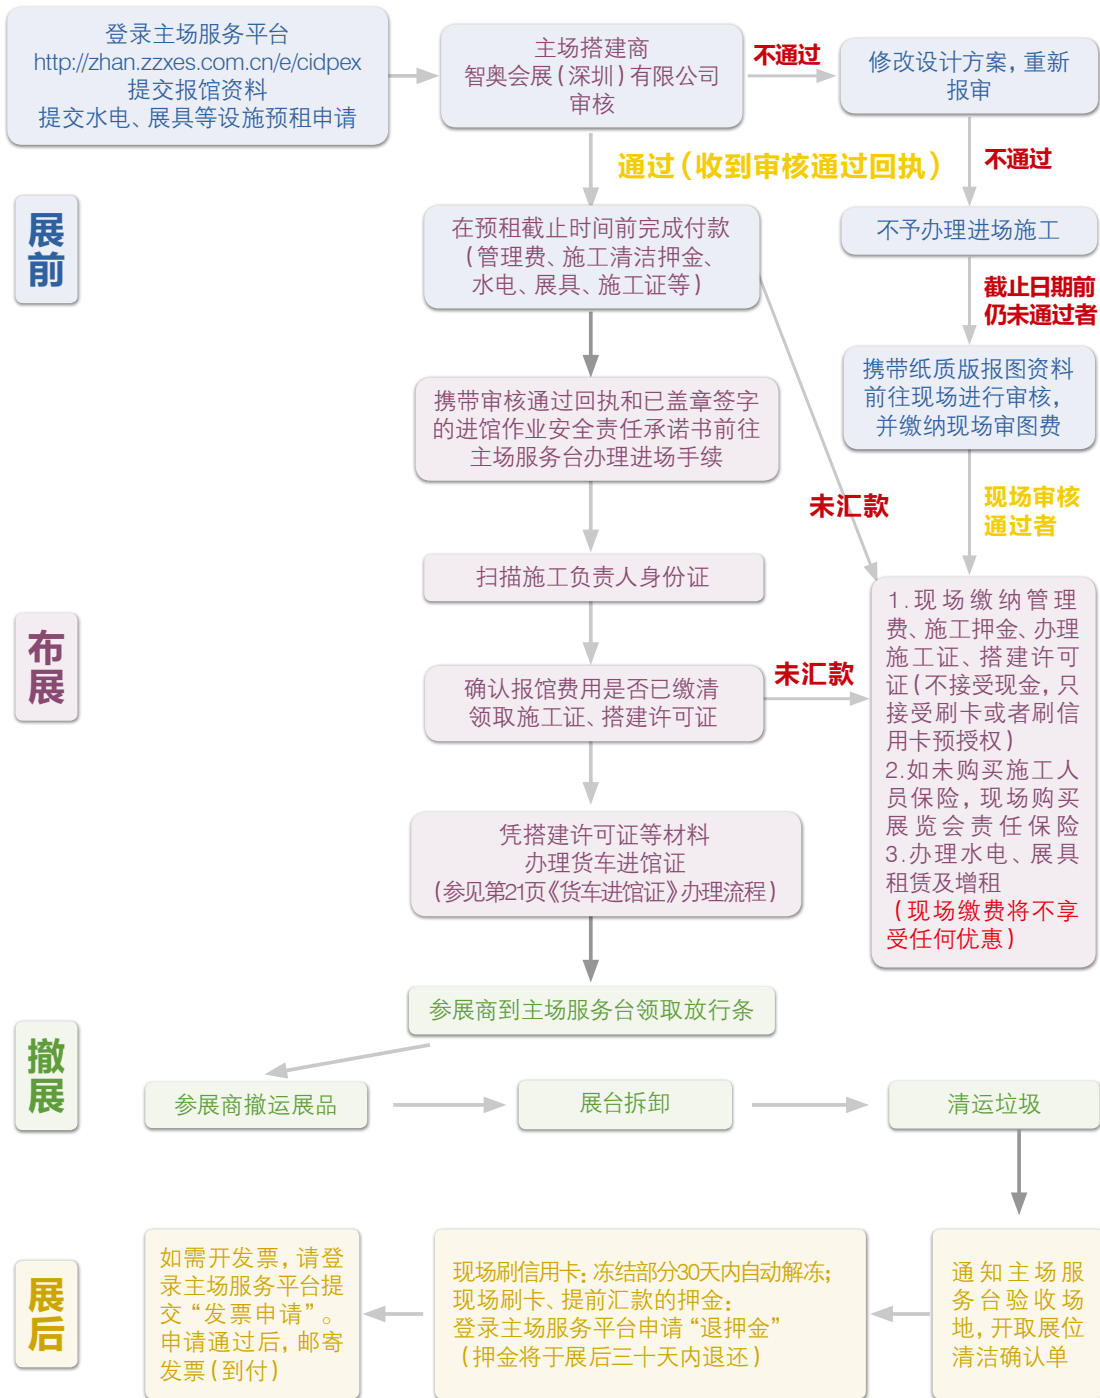 登录主场服务平台
http://zhan.zzxes.com.cn/e/cidpex
提交报馆资料
提交水电、展具等设施预租申请
主场搭建商
智奥会展(深圳)有限公司
审核
不通过
修改设计方案,重新
报审
通过(收到审核通过回执)
不通过
展
前
在预租截止时间前完成付款
(管理费、施工清洁押金、
水电、展具、施工证等)
不予办理进场施工
截止日期前
仍未通过者
携带纸质版报图资料
前往现场进行审核,
并缴纳现场审图费
携带审核通过回执和已盖章签字
的进馆作业安全责任承诺书前往
主场服务台办理进场手续
未汇款
现场审核
通过者
扫描施工负责人身份证
布
展
确认报馆费用是否已缴清
领取施工证、搭建许可证
未汇款
1.现场缴纳管理
费、施工押金、办理
施工证、搭建许可
证(不接受现金,只
接受刷卡或者刷信
用卡预授权)
2.如未购买施工人
员保险,现场购买
展览会责任保险
3.办理水电、展具
租赁及增租
(现场缴费将不享
受任何优惠)
凭搭建许可证等材料
办理货车进馆证
(参见第21页《货车进馆证》办理流程)
参展商到主场服务台领取放行条
撤
展
参展商撤运展品
展台拆卸
清运垃圾
展
后
如需开发票,请登
录主场服务平台提
交“发票申请”。
申请通过后,邮寄
发票(到付)
现场刷信用卡:冻结部分30天内自动解冻;
现场刷卡、提前汇款的押金:
登录主场服务平台申请“退押金”
(押金将于展后三十天内退还)
通知主场服
务台验收场
地,开取展位
清洁确认单